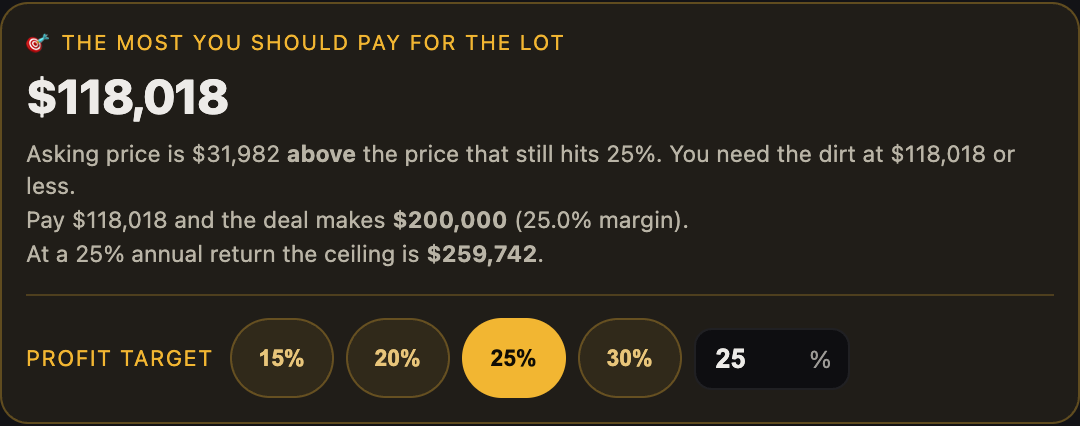 🎯 THE MOST YOU SHOULD PAY FOR THE LOT
$118,018
Asking price is $31,982 above the price that still hits 25%. You need the dirt at $118,018 or
less.
Pay $118,018 and the deal makes $200,000 (25.0% margin).
At a 25% annual return the ceiling is $259,742.
PROFIT TARGET 15% 20% 25% 30% 25 %